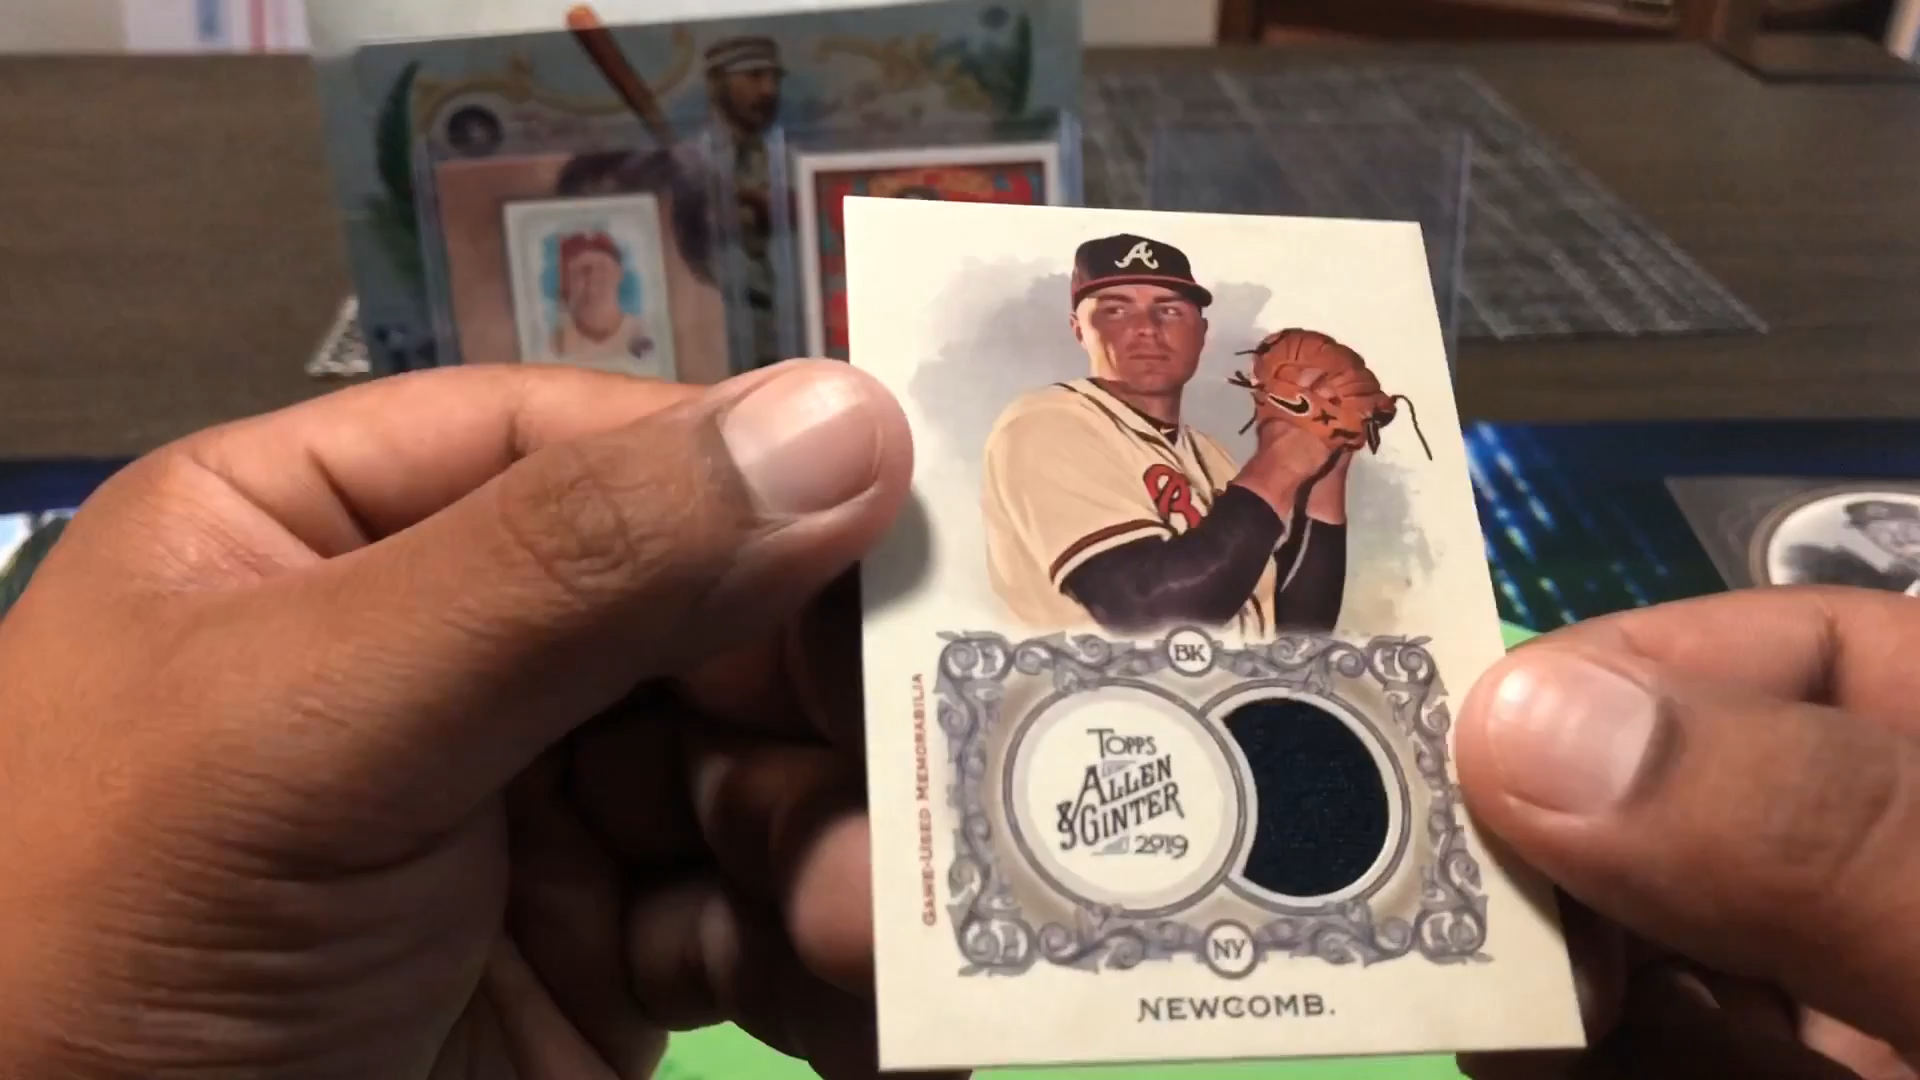 A
BK
GAME-USED MEMORABILIA
TOPPS
ALLEN
& GINTER
2019
NY
NEWCOMB.